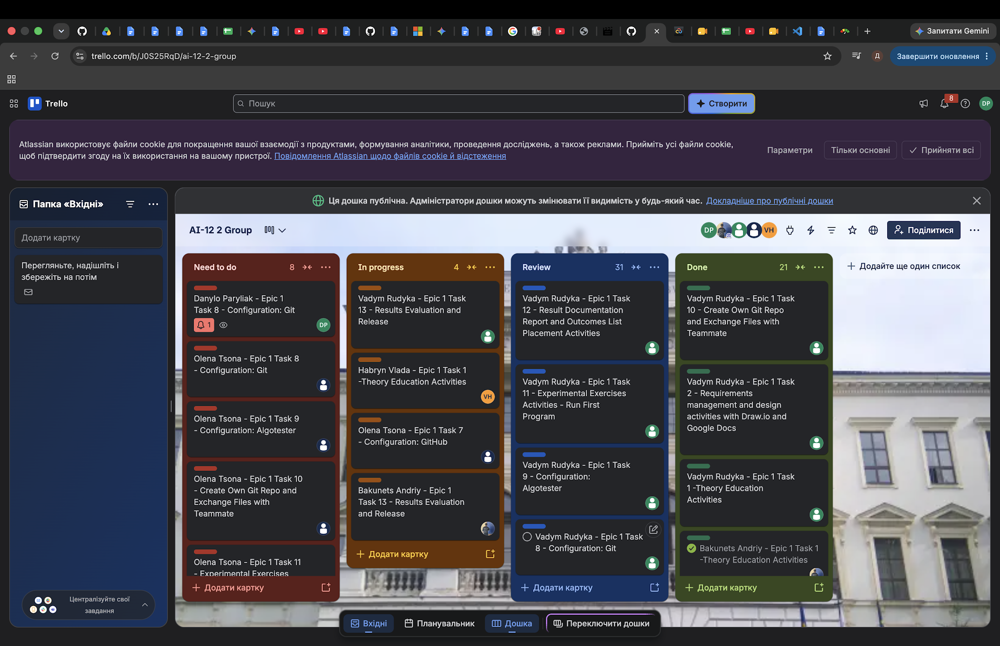 Запитати Gemini
trello.com/b/J0S25RqD/ai-12-2-group
Д
Завершити оновлення
Trello
Пошук
Створити
8
DP
Atlassian використовує файли cookie для покращення вашої взаємодії з продуктами, формування аналітики, проведення досліджень, а також реклами. Прийміть усі файли cookie,
щоб підтвердити згоду на їх використання на вашому пристрої. Повідомлення Atlassian щодо файлів cookie й відстеження
Параметри
Тільки основні
Прийняти всі
Папка «Вхідні»
Додати картку
Перегляньте, надішліть і
збережіть на потім
Централізуйте свої
завдання
Ця дошка публічна. Адміністратори дошки можуть змінювати її видимість у будь-який час. Докладніше про публічні дошки
AI-12 2 Group
DP
VH
Поділитися
Need to do
8
Danylo Paryliak - Epic 1
Task 8 - Configuration: Git
1
DP
Olena Tsona - Epic 1 Task 8
- Configuration: Git
Olena Tsona - Epic 1 Task 9
- Configuration: Algotester
Olena Tsona - Epic 1 Task 10
- Create Own Git Repo and
Exchange Files with
Teammate
Olena Tsona - Epic 1 Task 11
- Experimental Exercises
Додати картку
In progress
4
Vadym Rudyka - Epic 1 Task
13 - Results Evaluation and
Release
Habryn Vlada - Epic 1 Task 1
-Theory Education Activities
VH
Olena Tsona - Epic 1 Task 7
- Configuration: GitHub
Bakunets Andriy - Epic 1
Task 13 - Results Evaluation
and Release
Додати картку
Review
31
Vadym Rudyka - Epic 1 Task
12 - Result Documentation
Report and Outcomes List
Placement Activities
Vadym Rudyka - Epic 1 Task
11 - Experimental Exercises
Activities - Run First
Program
Vadym Rudyka - Epic 1 Task
9 - Configuration:
Algotester
Vadym Rudyka - Epic 1 Task
8 - Configuration: Git
Додати картку
Done
21
Vadym Rudyka - Epic 1 Task
10 - Create Own Git Repo
and Exchange Files with
Teammate
Vadym Rudyka - Epic 1 Task
2 - Requirements
management and design
activities with Draw.io and
Google Docs
Vadym Rudyka - Epic 1 Task
1 -Theory Education
Activities
Bakunets Andriy - Epic 1 Task 1
-Theory Education Activities
Додати картку
Додайте ще один список
Вхідні
Планувальник
Дошка
Переключити дошки